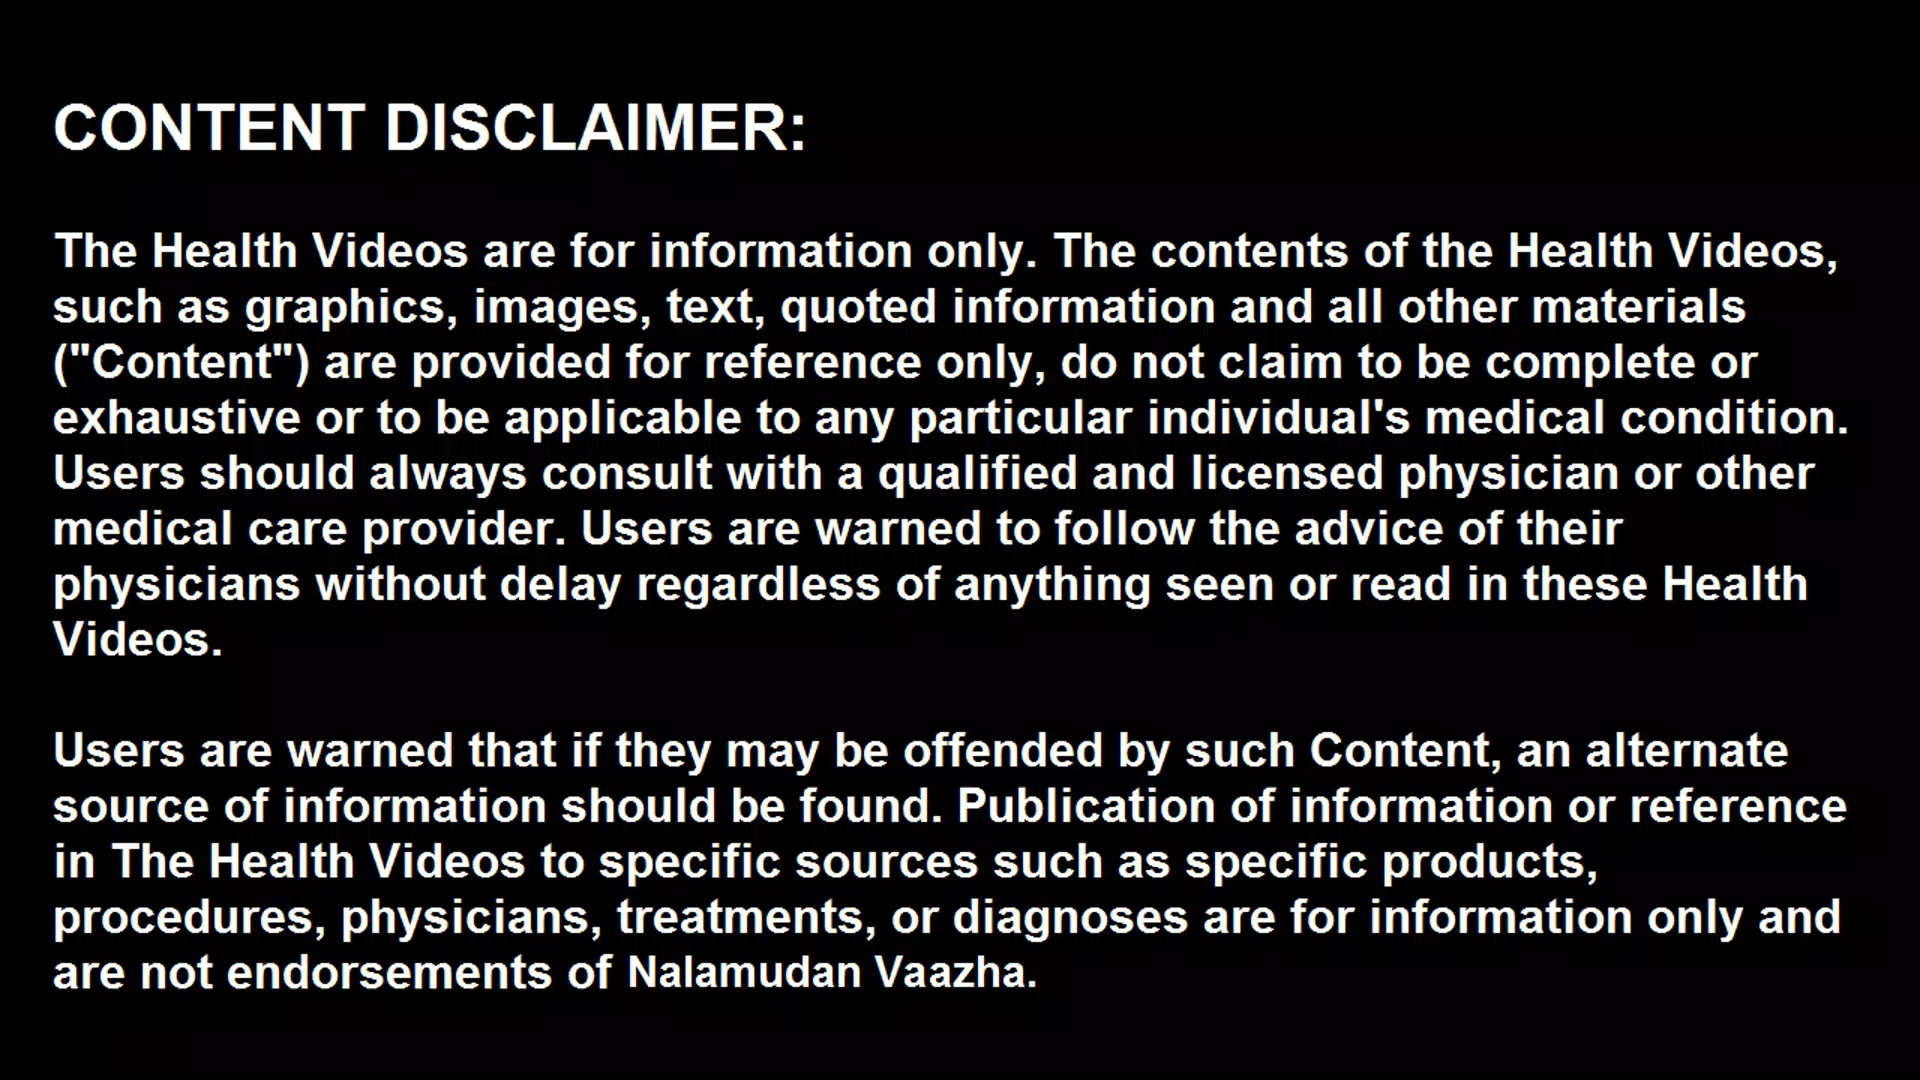 CONTENT DISCLAIMER:
The Health Videos are for information only. The contents of the Health Videos,
such as graphics, images, text, quoted information and all other materials
("Content") are provided for reference only, do not claim to be complete or
exhaustive or to be applicable to any particular individual's medical condition.
Users should always consult with a qualified and licensed physician or other
medical care provider. Users are warned to follow the advice of their
physicians without delay regardless of anything seen or read in these Health
Videos.
Users are warned that if they may be offended by such Content, an alternate
source of information should be found. Publication of information or reference
in The Health Videos to specific sources such as specific products,
procedures, physicians, treatments, or diagnoses are for information only and
are not endorsements of Nalamudan Vaazha.